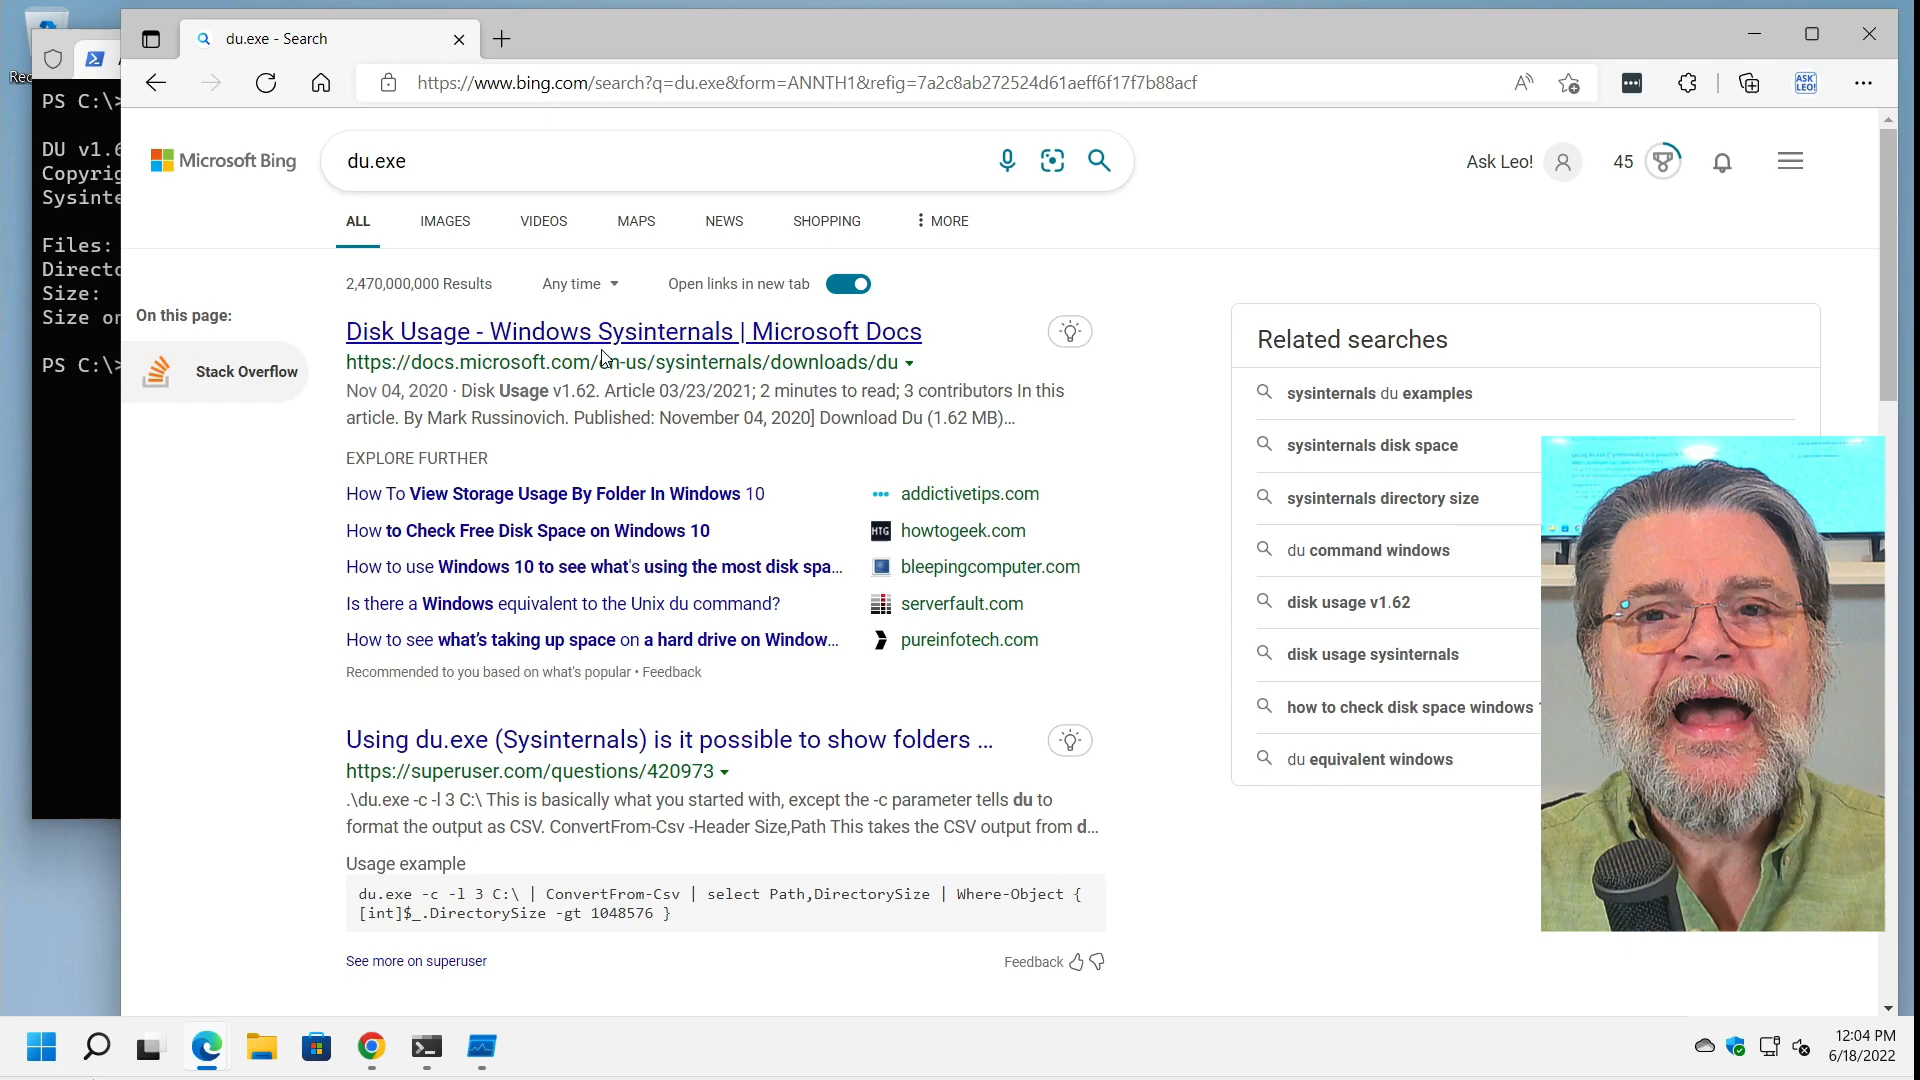 du.exe - Search
https://www.bing.com/search?q=du.exe&form=ANNTH1&refig=7a2c8ab272524d61aeff6f17f7b88acf
ASK LEO!
PS C:\>
DU v1.6
Copyrig
Sysinte
Files:
Directo
Size:
Size on
PS C:\>
Microsoft Bing
du.exe
Ask Leo!
45
ALL
IMAGES
VIDEOS
MAPS
NEWS
SHOPPING
MORE
2,470,000,000 Results
Any time
Open links in new tab
On this page:
Stack Overflow
Disk Usage - Windows Sysinternals | Microsoft Docs
https://docs.microsoft.com/en-us/sysinternals/downloads/du
Nov 04, 2020 · Disk Usage v1.62. Article 03/23/2021; 2 minutes to read; 3 contributors In this
article. By Mark Russinovich. Published: November 04, 2020] Download Du (1.62 MB)...
EXPLORE FURTHER
How To View Storage Usage By Folder In Windows 10
addictivetips.com
How to Check Free Disk Space on Windows 10
HTG
howtogeek.com
How to use Windows 10 to see what's using the most disk spa...
bleepingcomputer.com
Is there a Windows equivalent to the Unix du command?
serverfault.com
How to see what's taking up space on a hard drive on Window...
pureinfotech.com
Recommended to you based on what's popular • Feedback
Using du.exe (Sysinternals) is it possible to show folders ...
https://superuser.com/questions/420973
.\du.exe -c -l 3 C:\ This is basically what you started with, except the -c parameter tells du to
format the output as CSV. ConvertFrom-Csv -Header Size,Path This takes the CSV output from d...
Usage example
du.exe -c -l 3 C:\ | ConvertFrom-Csv | select Path,DirectorySize | Where-Object {
[int]$_.DirectorySize -gt 1048576 }
See more on superuser
Feedback
Related searches
sysinternals du examples
sysinternals disk space
sysinternals directory size
du command windows
disk usage v1.62
disk usage sysinternals
how to check disk space windows
du equivalent windows
12:04 PM
6/18/2022